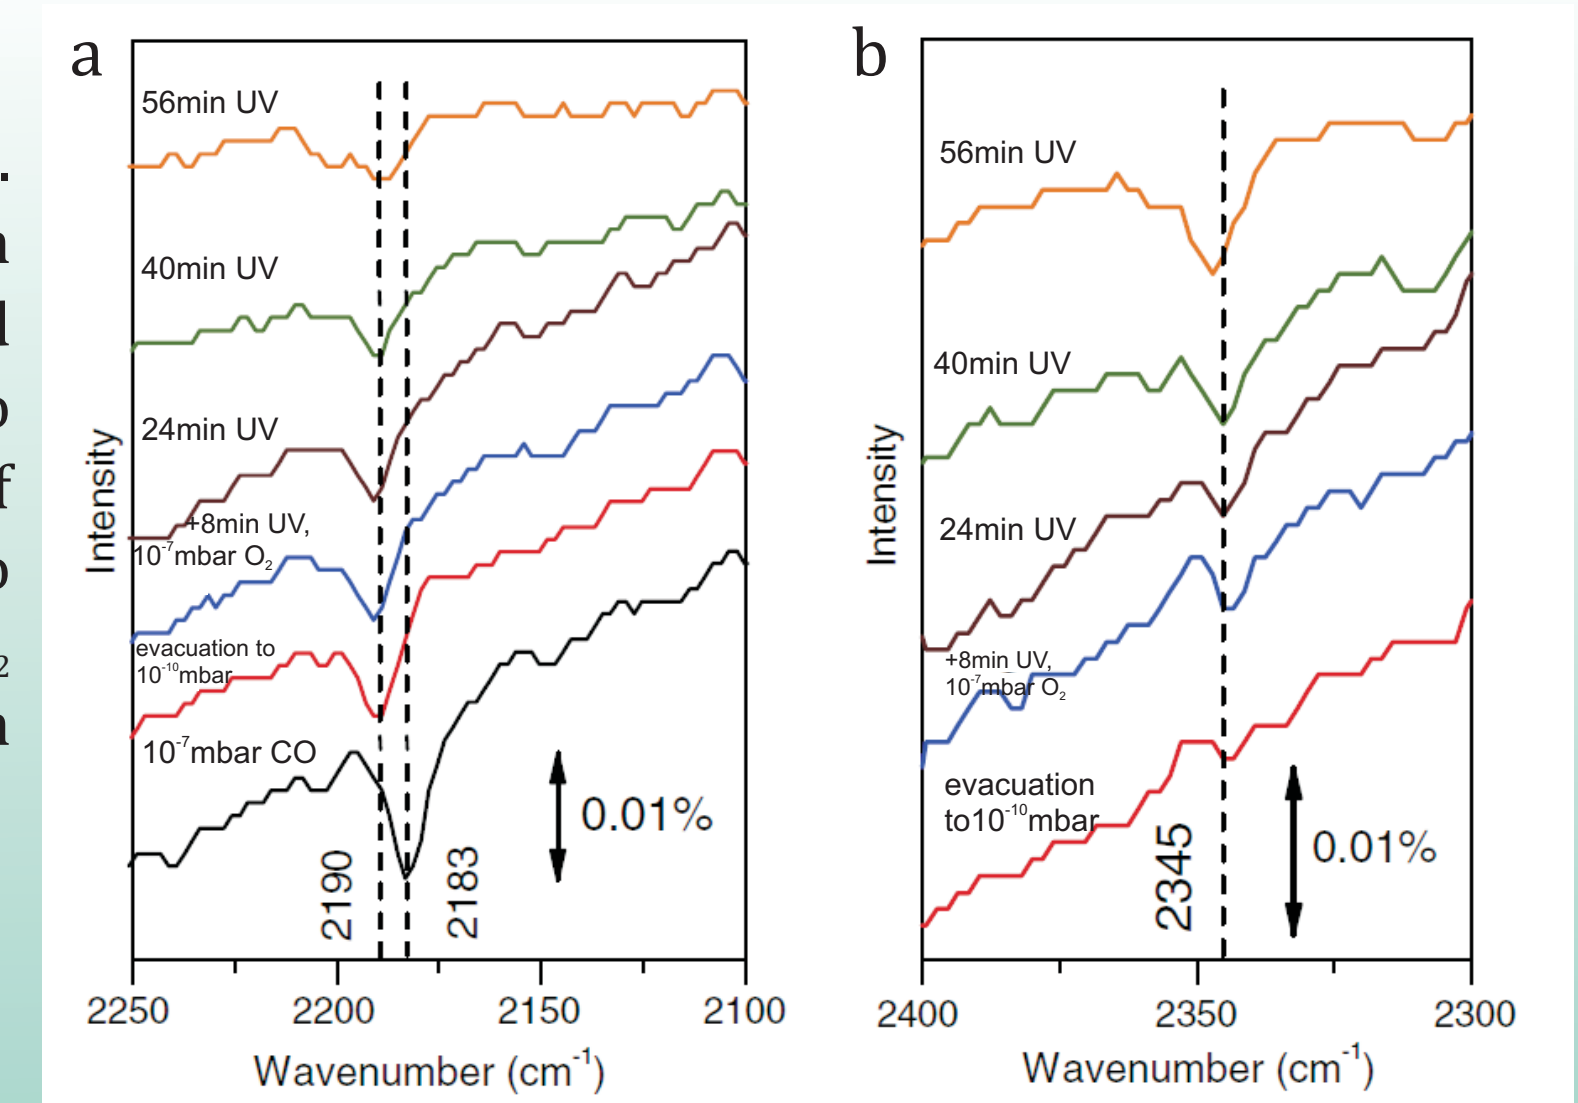 a
56min UV
40min UV
24min UV
+8min UV,
10⁻⁷mbar O₂
evacuation to
10⁻¹⁰mbar
10⁻⁷mbar CO
0.01%
2190
2183
Intensity
2250
2200
2150
2100
Wavenumber (cm⁻¹)
b
56min UV
40min UV
24min UV
+8min UV,
10⁻⁷mbar O₂
evacuation
to10⁻¹⁰mbar
0.01%
2345
Intensity
2400
2350
2300
Wavenumber (cm⁻¹)